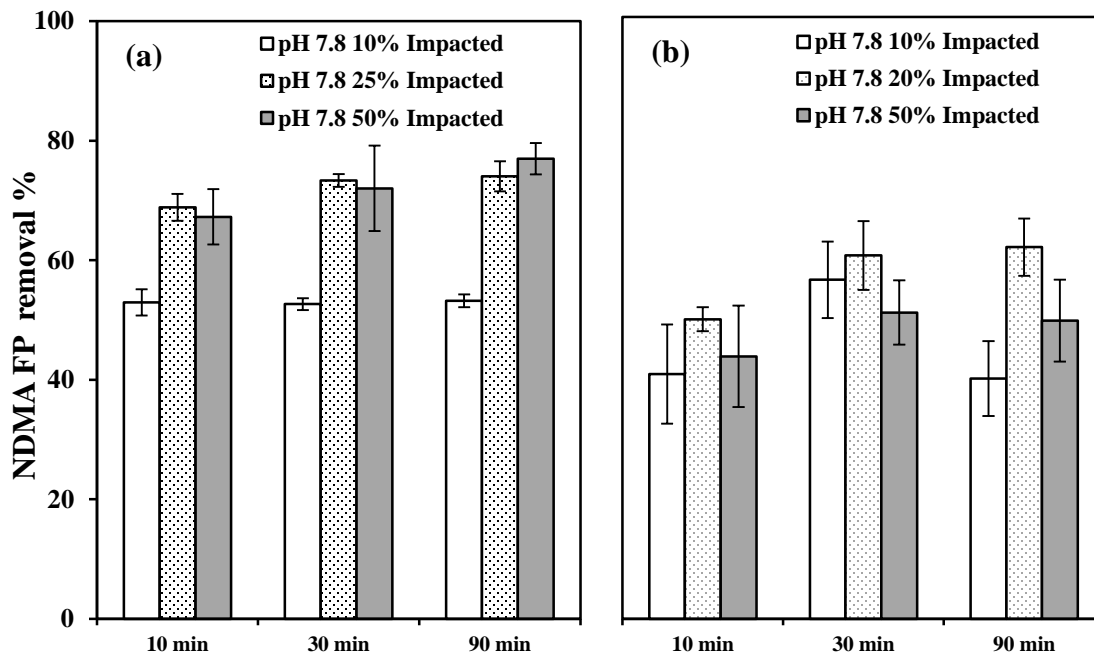 NDMA FP removal %
100
80
60
40
20
0
(a)
pH 7.8 10% Impacted
pH 7.8 25% Impacted
pH 7.8 50% Impacted
10 min
30 min
90 min
(b)
pH 7.8 10% Impacted
pH 7.8 20% Impacted
pH 7.8 50% Impacted
10 min
30 min
90 min